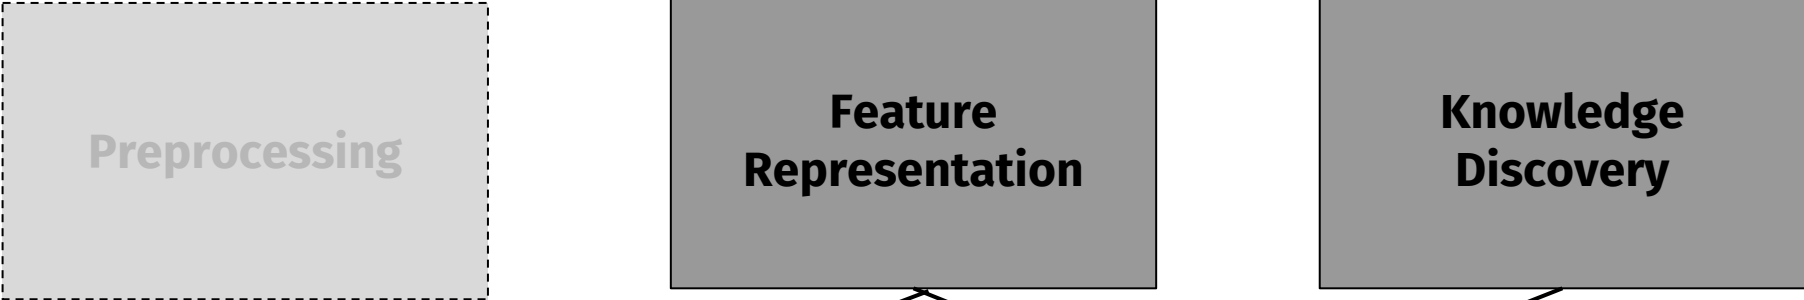 Preprocessing
Feature
Representation
Knowledge
Discovery